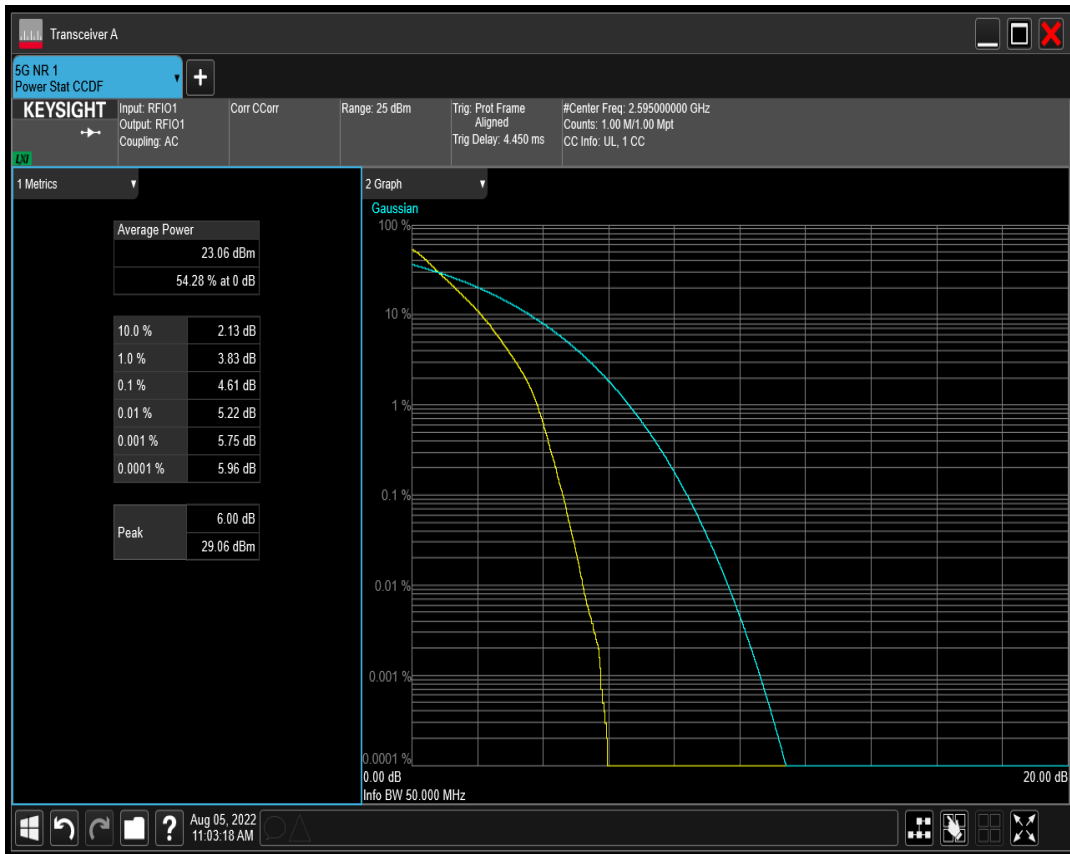 Transceiver A
5G NR 1
Power Stat CCDF
+
KEYSIGHT
LXI
Input: RFIO1
Output: RFIO1
Coupling: AC
Corr CCorr
Range: 25 dBm
Trig: Prot Frame
Aligned
Trig Delay: 4.450 ms
#Center Freq: 2.595000000 GHz
Counts: 1.00 M/1.00 Mpt
CC Info: UL, 1 CC
1 Metrics
Average Power
23.06 dBm
54.28 % at 0 dB
10.0 % 2.13 dB
1.0 % 3.83 dB
0.1 % 4.61 dB
0.01 % 5.22 dB
0.001 % 5.75 dB
0.0001 % 5.96 dB
Peak 6.00 dB
29.06 dBm
2 Graph
Gaussian
100 %
10 %
1 %
0.1 %
0.01 %
0.001 %
0.0001 %
0.00 dB 20.00 dB
Info BW 50.000 MHz
?
Aug 05, 2022
11:03:18 AM